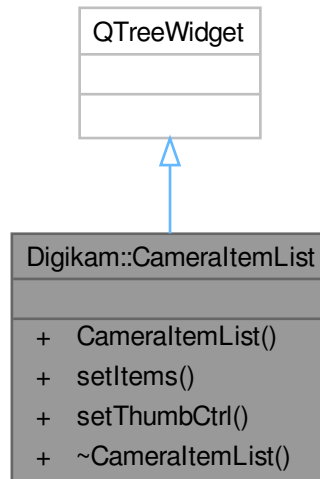 QTreeWidget
Digikam::CameraItemList
+ CameraItemList()
+ setItems()
+ setThumbCtrl()
+ ~CameraItemList()